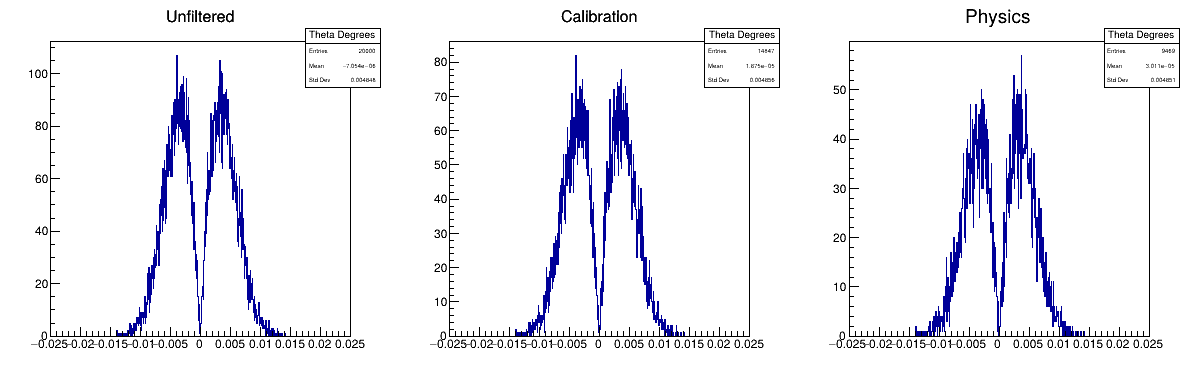 Unfiltered
Theta Degrees
Entries 20000
Mean −7.054e−06
Std Dev 0.004848
100
80
60
40
20
0
−0.025 −0.02 −0.015 −0.01 −0.005 0 0.005 0.01 0.015 0.02 0.025
Calibration
Theta Degrees
Entries 14847
Mean 1.875e−05
Std Dev 0.004856
80
70
60
50
40
30
20
10
0
−0.025 −0.02 −0.015 −0.01 −0.005 0 0.005 0.01 0.015 0.02 0.025
Physics
Theta Degrees
Entries 9469
Mean 3.011e−05
Std Dev 0.004851
50
40
30
20
10
0
−0.025 −0.02 −0.015 −0.01 −0.005 0 0.005 0.01 0.015 0.02 0.025